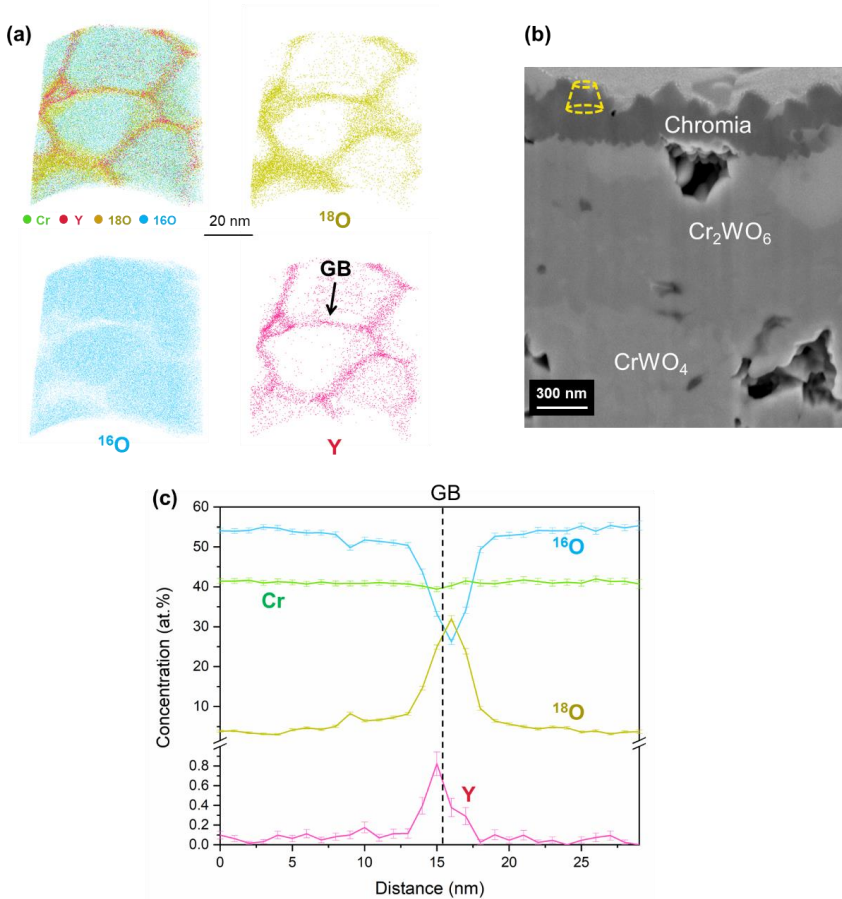 (a)
(b)
Cr Y 18O 16O
¹⁸O
20 nm
GB
¹⁶O
Y
Chromia
Cr₂WO₆
CrWO₄
300 nm
(c)
GB
60
50
40
30
20
10
0.8
0.6
0.4
0.2
0.0
¹⁶O
Cr
¹⁸O
Y
0 5 10 15 20 25
Concentration (at.%)
Distance (nm)